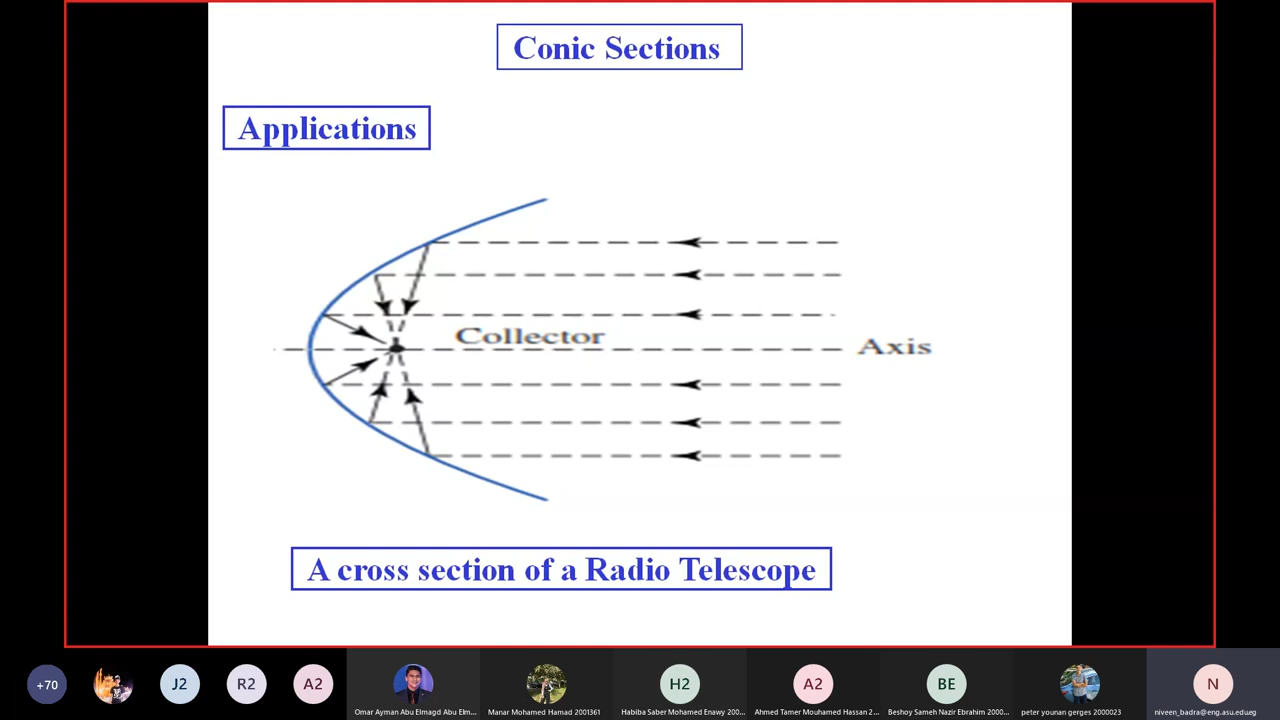 Conic Sections
Applications
Collector
Axis
A cross section of a Radio Telescope
+70
J2
R2
A2
H2
A2
BE
N
Omar Ayman Abu Elmagd Abu Elm...
Manar Mohamed Hamad 2001361
Habiba Saber Mohamed Enawy 200...
Ahmed Tamer Mouhamed Hassan 2...
Beshoy Sameh Nazir Ebrahim 2000...
peter younan gerges 2000023
niveen_badra@eng.asu.edu.eg